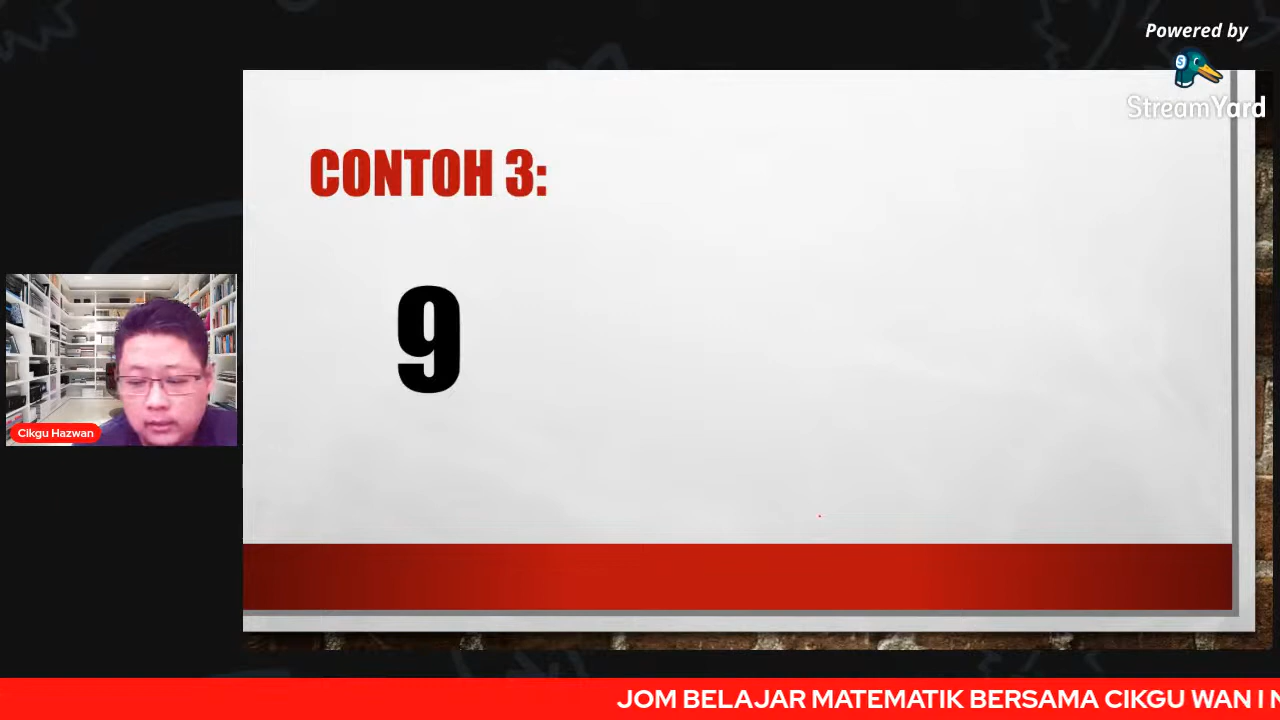 Powered by
StreamYard
CONTOH 3:
9
Cikgu Hazwan
JOM BELAJAR MATEMATIK BERSAMA CIKGU WAN I